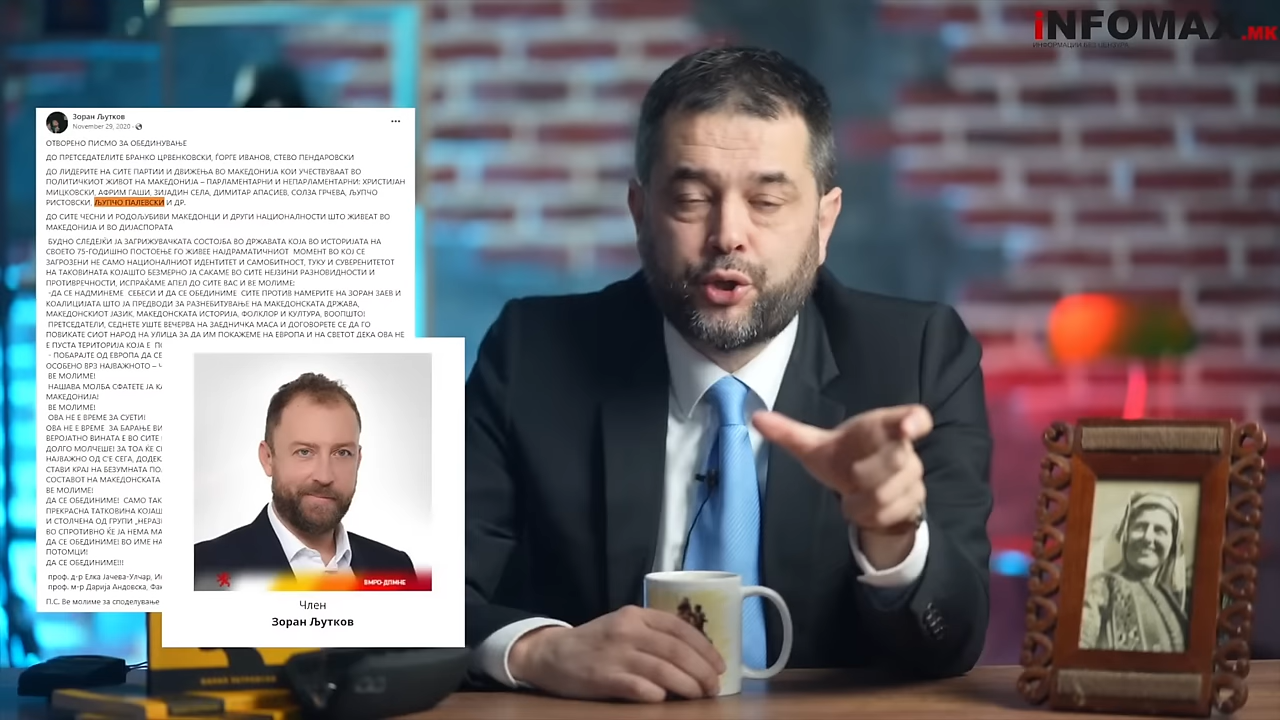 iNFOMAX.мк
ИНФОРМАЦИИ БЕЗ ЦЕНЗУРА
Зоран Љутков
November 29, 2020
ОТВОРЕНО ПИСМО ЗА ОБЕДИНУВАЊЕ
ДО ПРЕТСЕДАТЕЛИТЕ БРАНКО ЦРВЕНКОВСКИ, ЃОРГЕ ИВАНОВ, СТЕВО ПЕНДАРОВСКИ
ДО ЛИДЕРИТЕ НА СИТЕ ПАРТИИ И ДВИЖЕЊА ВО МАКЕДОНИЈА КОИ УЧЕСТВУВААТ ВО
ПОЛИТИЧКИОТ ЖИВОТ НА МАКЕДОНИЈА – ПАРЛАМЕНТАРНИ И НЕПАРЛАМЕНТАРНИ: ХРИСТИЈАН
МИЦКОВСКИ, АФРИМ ГАШИ, ЗИЈАДИН СЕЛА, ДИМИТАР АПАСИЕВ, СОЛЗА ГРЧЕВА, ЉУПЧО
РИСТОВСКИ, ЉУПЧО ПАЛЕВСКИ И ДР.
ДО СИТЕ ЧЕСНИ И РОДОЉУБИВИ МАКЕДОНЦИ И ДРУГИ НАЦИОНАЛНОСТИ ШТО ЖИВЕАТ ВО
МАКЕДОНИЈА И ВО ДИЈАСПОРАТА
БУДНО СЛЕДЕЈЌИ ЈА ЗАГРИЖУВАЧКАТА СОСТОЈБА ВО ДРЖАВАТА КОЈА ВО ИСТОРИЈАТА НА
СВОЕТО 75-ГОДИШНО ПОСТОЕЊЕ ГО ЖИВЕЕ НАЈДРАМАТИЧНИОТ МОМЕНТ ВО КОЈ СЕ
ЗАГРОЗЕНИ НЕ САМО НАЦИОНАЛНИОТ ИДЕНТИТЕТ И САМОБИТНОСТ, ТУКУ И СУВЕРЕНИТЕТОТ
НА ТАКОВИНАТА КОЈАШТО БЕЗМЕРНО ЈА САКАМЕ ВО СИТЕ НЕЈЗИНИ РАЗНОВИДНОСТИ И
ПРОТИВРЕЧНОСТИ, ИСПРАЌАМЕ АПЕЛ ДО СИТЕ ВАС И ВЕ МОЛИМЕ:
-ДА СЕ НАДМИНЕМЕ СЕБЕСИ И ДА СЕ ОБЕДИНИМЕ СИТЕ ПРОТИВ НАМЕРИТЕ НА ЗОРАН ЗАЕВ И
КОАЛИЦИЈАТА ШТО ЈА ПРЕДВОДИ ЗА РАЗНЕБИТУВАЊЕ НА МАКЕДОНСКАТА ДРЖАВА,
МАКЕДОНСКИОТ ЈАЗИК, МАКЕДОНСКАТА ИСТОРИЈА, ФОЛКЛОР И КУЛТУРА, ВООПШТО!
ПРЕТСЕДАТЕЛИ, СЕДНЕТЕ УШТЕ ВЕЧЕРВА НА ЗАЕДНИЧКА МАСА И ДОГОВОРЕТЕ СЕ ДА ГО
ПОВИКАТЕ СИОТ НАРОД НА УЛИЦА ЗА ДА ИМ ПОКАЖЕМЕ НА ЕВРОПА И НА СВЕТОТ ДЕКА ОВА НЕ
Е ПУСТА ТЕРИТОРИЈА КОЈА Е
- ПОБАРАЈТЕ ОД ЕВРОПА ДА СЕ
ОСОБЕНО ВРЗ НАЈВАЖНОТО –
ВЕ МОЛИМЕ!
НАШАВА МОЛБА СФАТЕТЕ ЈА
МАКЕДОНИЈА!
ВЕ МОЛИМЕ!
ОВА НЕ Е ВРЕМЕ ЗА СУЕТИ!
ОВА НЕ Е ВРЕМЕ ЗА БАРАЊЕ
ВЕРОЈАТНО ВИНАТА Е ВО СИТЕ
ДОЛГО МОЛЧЕШЕ! ЗА ТОА ЌЕ
НАЈВАЖНО ОД СЀ Е СЕГА,
СТАВИ КРАЈ НА БЕЗУМНАТА
СОСТАВОТ НА МАКЕДОНСКАТА
ВЕ МОЛИМЕ!
ДА СЕ ОБЕДИНИМЕ! САМО ТАК
ПРЕКРАСНА ТАТКОВИНА
И СТОЛЧЕНА ОД ГРУПИ
ВО СПРОТИВНО ЌЕ ЈА НЕМА
ДА СЕ ОБЕДИНИМЕ! ВО ИМЕ НА
ПОТОМЦИ!
ДА СЕ ОБЕДИНИМЕ!!!
проф. д-р Елка Јачева-Улчар,
проф. м-р Дарија Андовска,
П.С. Ве молиме за споделување
ВМРО-ДПМНЕ
Член
Зоран Љутков